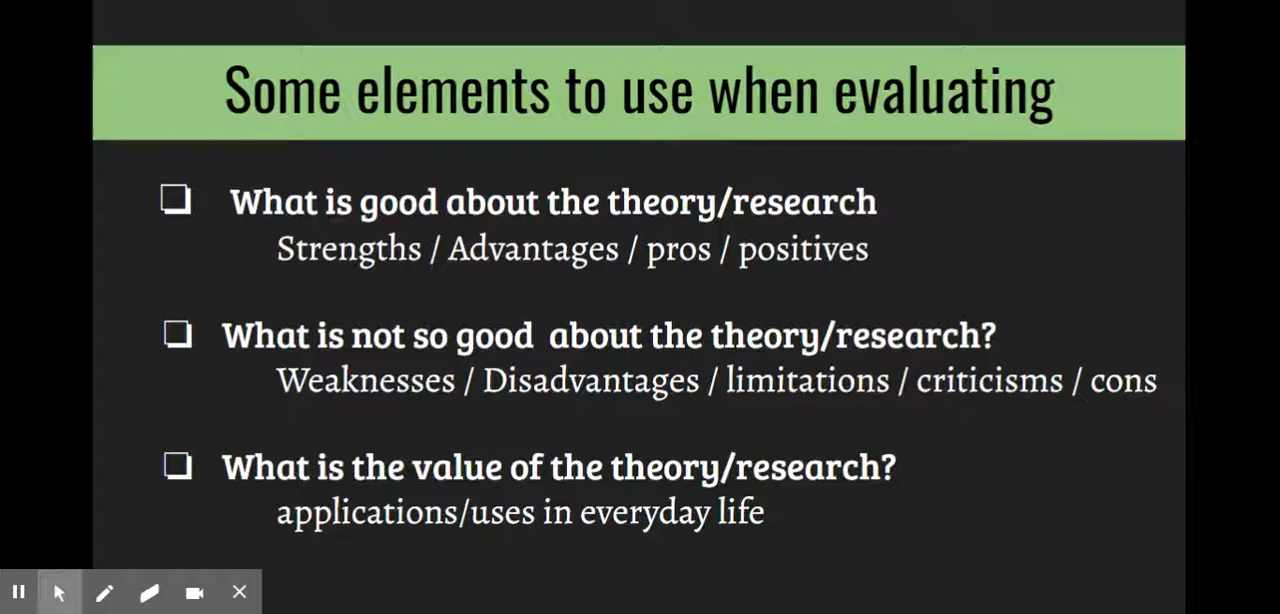 Some elements to use when evaluating
What is good about the theory/research
Strengths / Advantages / pros / positives
What is not so good about the theory/research?
Weaknesses / Disadvantages / limitations / criticisms / cons
What is the value of the theory/research?
applications/uses in everyday life